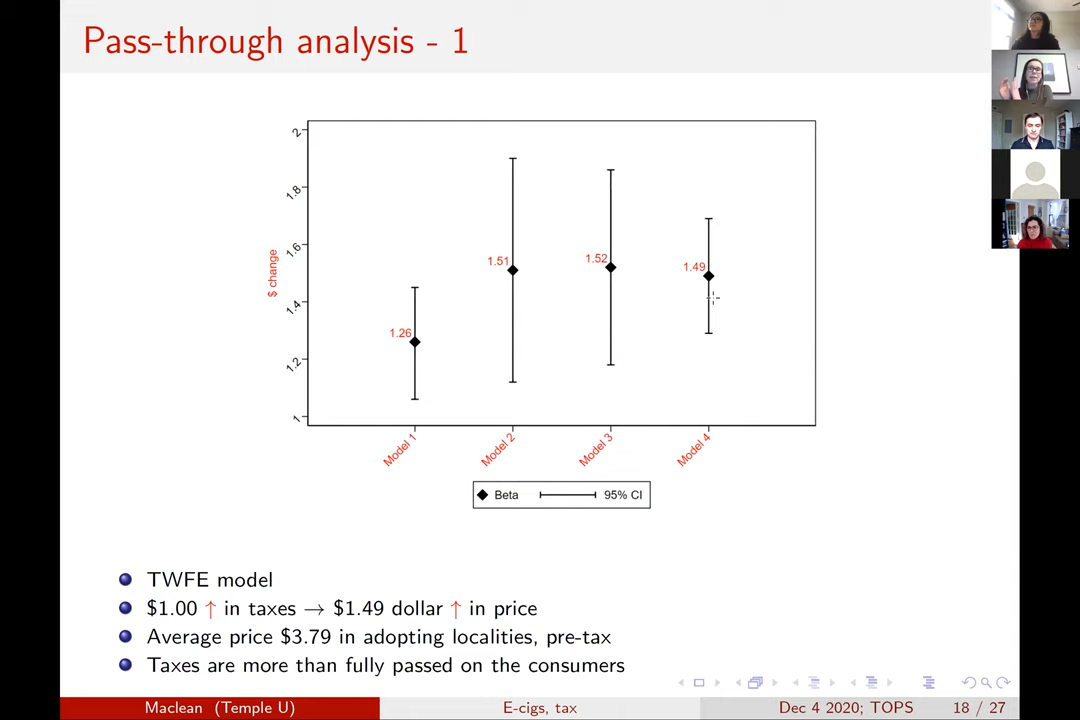 Pass-through analysis - 1
$ change
2
1.8
1.6
1.4
1.2
1
1.26
1.51
1.52
1.49
Model 1
Model 2
Model 3
Model 4
Beta
95% CI
TWFE model
$1.00 ↑ in taxes → $1.49 dollar ↑ in price
Average price $3.79 in adopting localities, pre-tax
Taxes are more than fully passed on the consumers
Maclean (Temple U)
E-cigs, tax
Dec 4 2020; TOPS
18 / 27